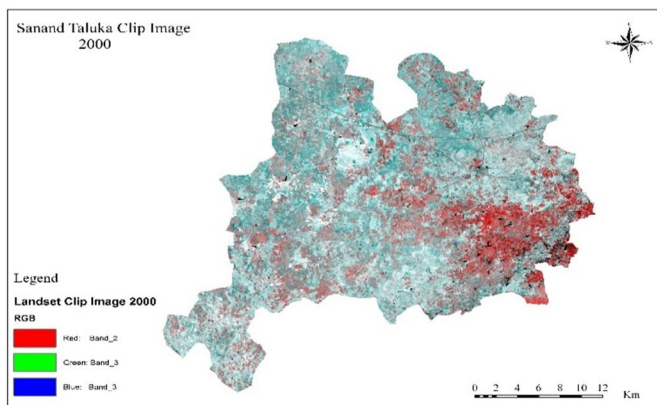 Sanand Taluka Clip Image
2000
Legend
Landset Clip Image 2000
RGB
Red: Band_2
Green: Band_3
Blue: Band_3
0 2 4 6 8 10 12
Km